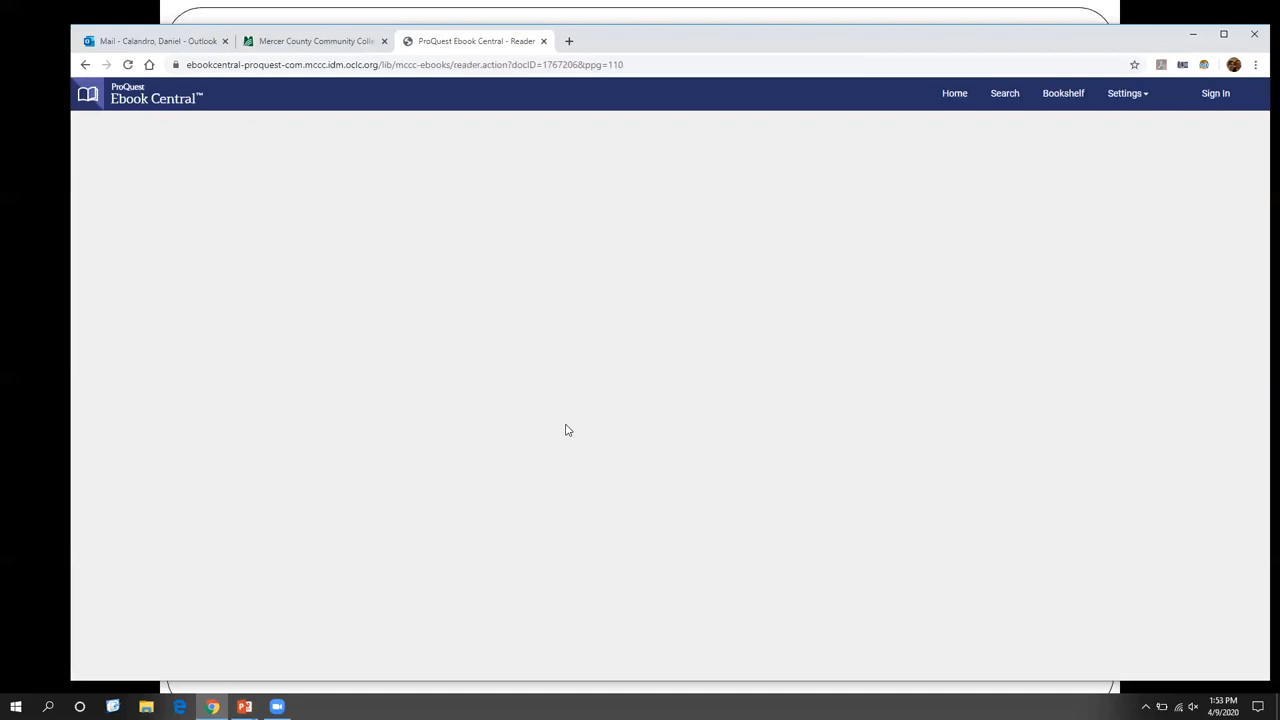 Mail - Calandro, Daniel - Outlook
Mercer County Community Colle
ProQuest Ebook Central - Reader
ebookcentral-proquest-com.mccc.idm.oclc.org/lib/mccc-ebooks/reader.action?docID=1767206&ppg=110
ProQuest
Ebook Central™
Home
Search
Bookshelf
Settings
Sign In
1:53 PM
4/9/2020